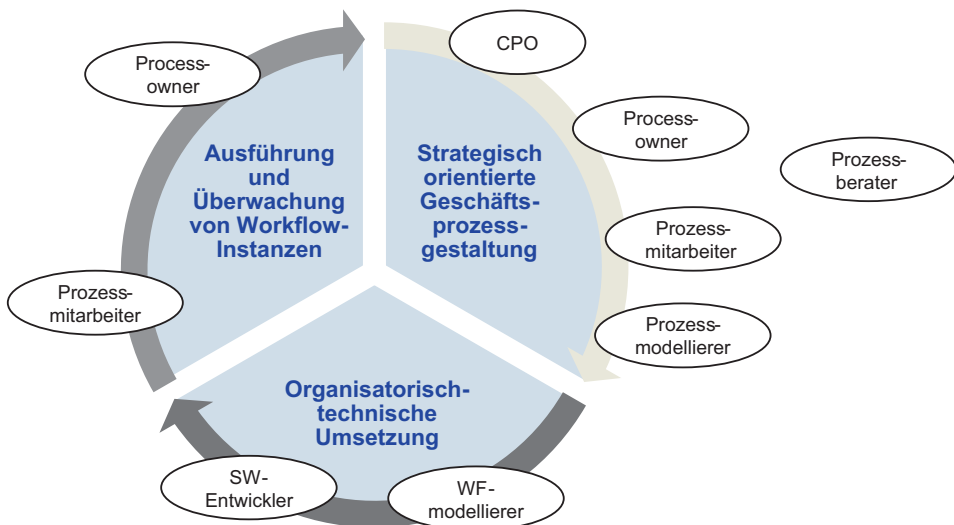 CPO
Process-
owner
Process-
owner
Prozess-
berater
Ausführung
und
Überwachung
von Workflow-
Instanzen
Strategisch
orientierte
Geschäfts-
prozess-
gestaltung
Prozess-
mitarbeiter
Prozess-
mitarbeiter
Prozess-
modellierer
Organisatorisch-
technische
Umsetzung
SW-
Entwickler
WF-
modellierer